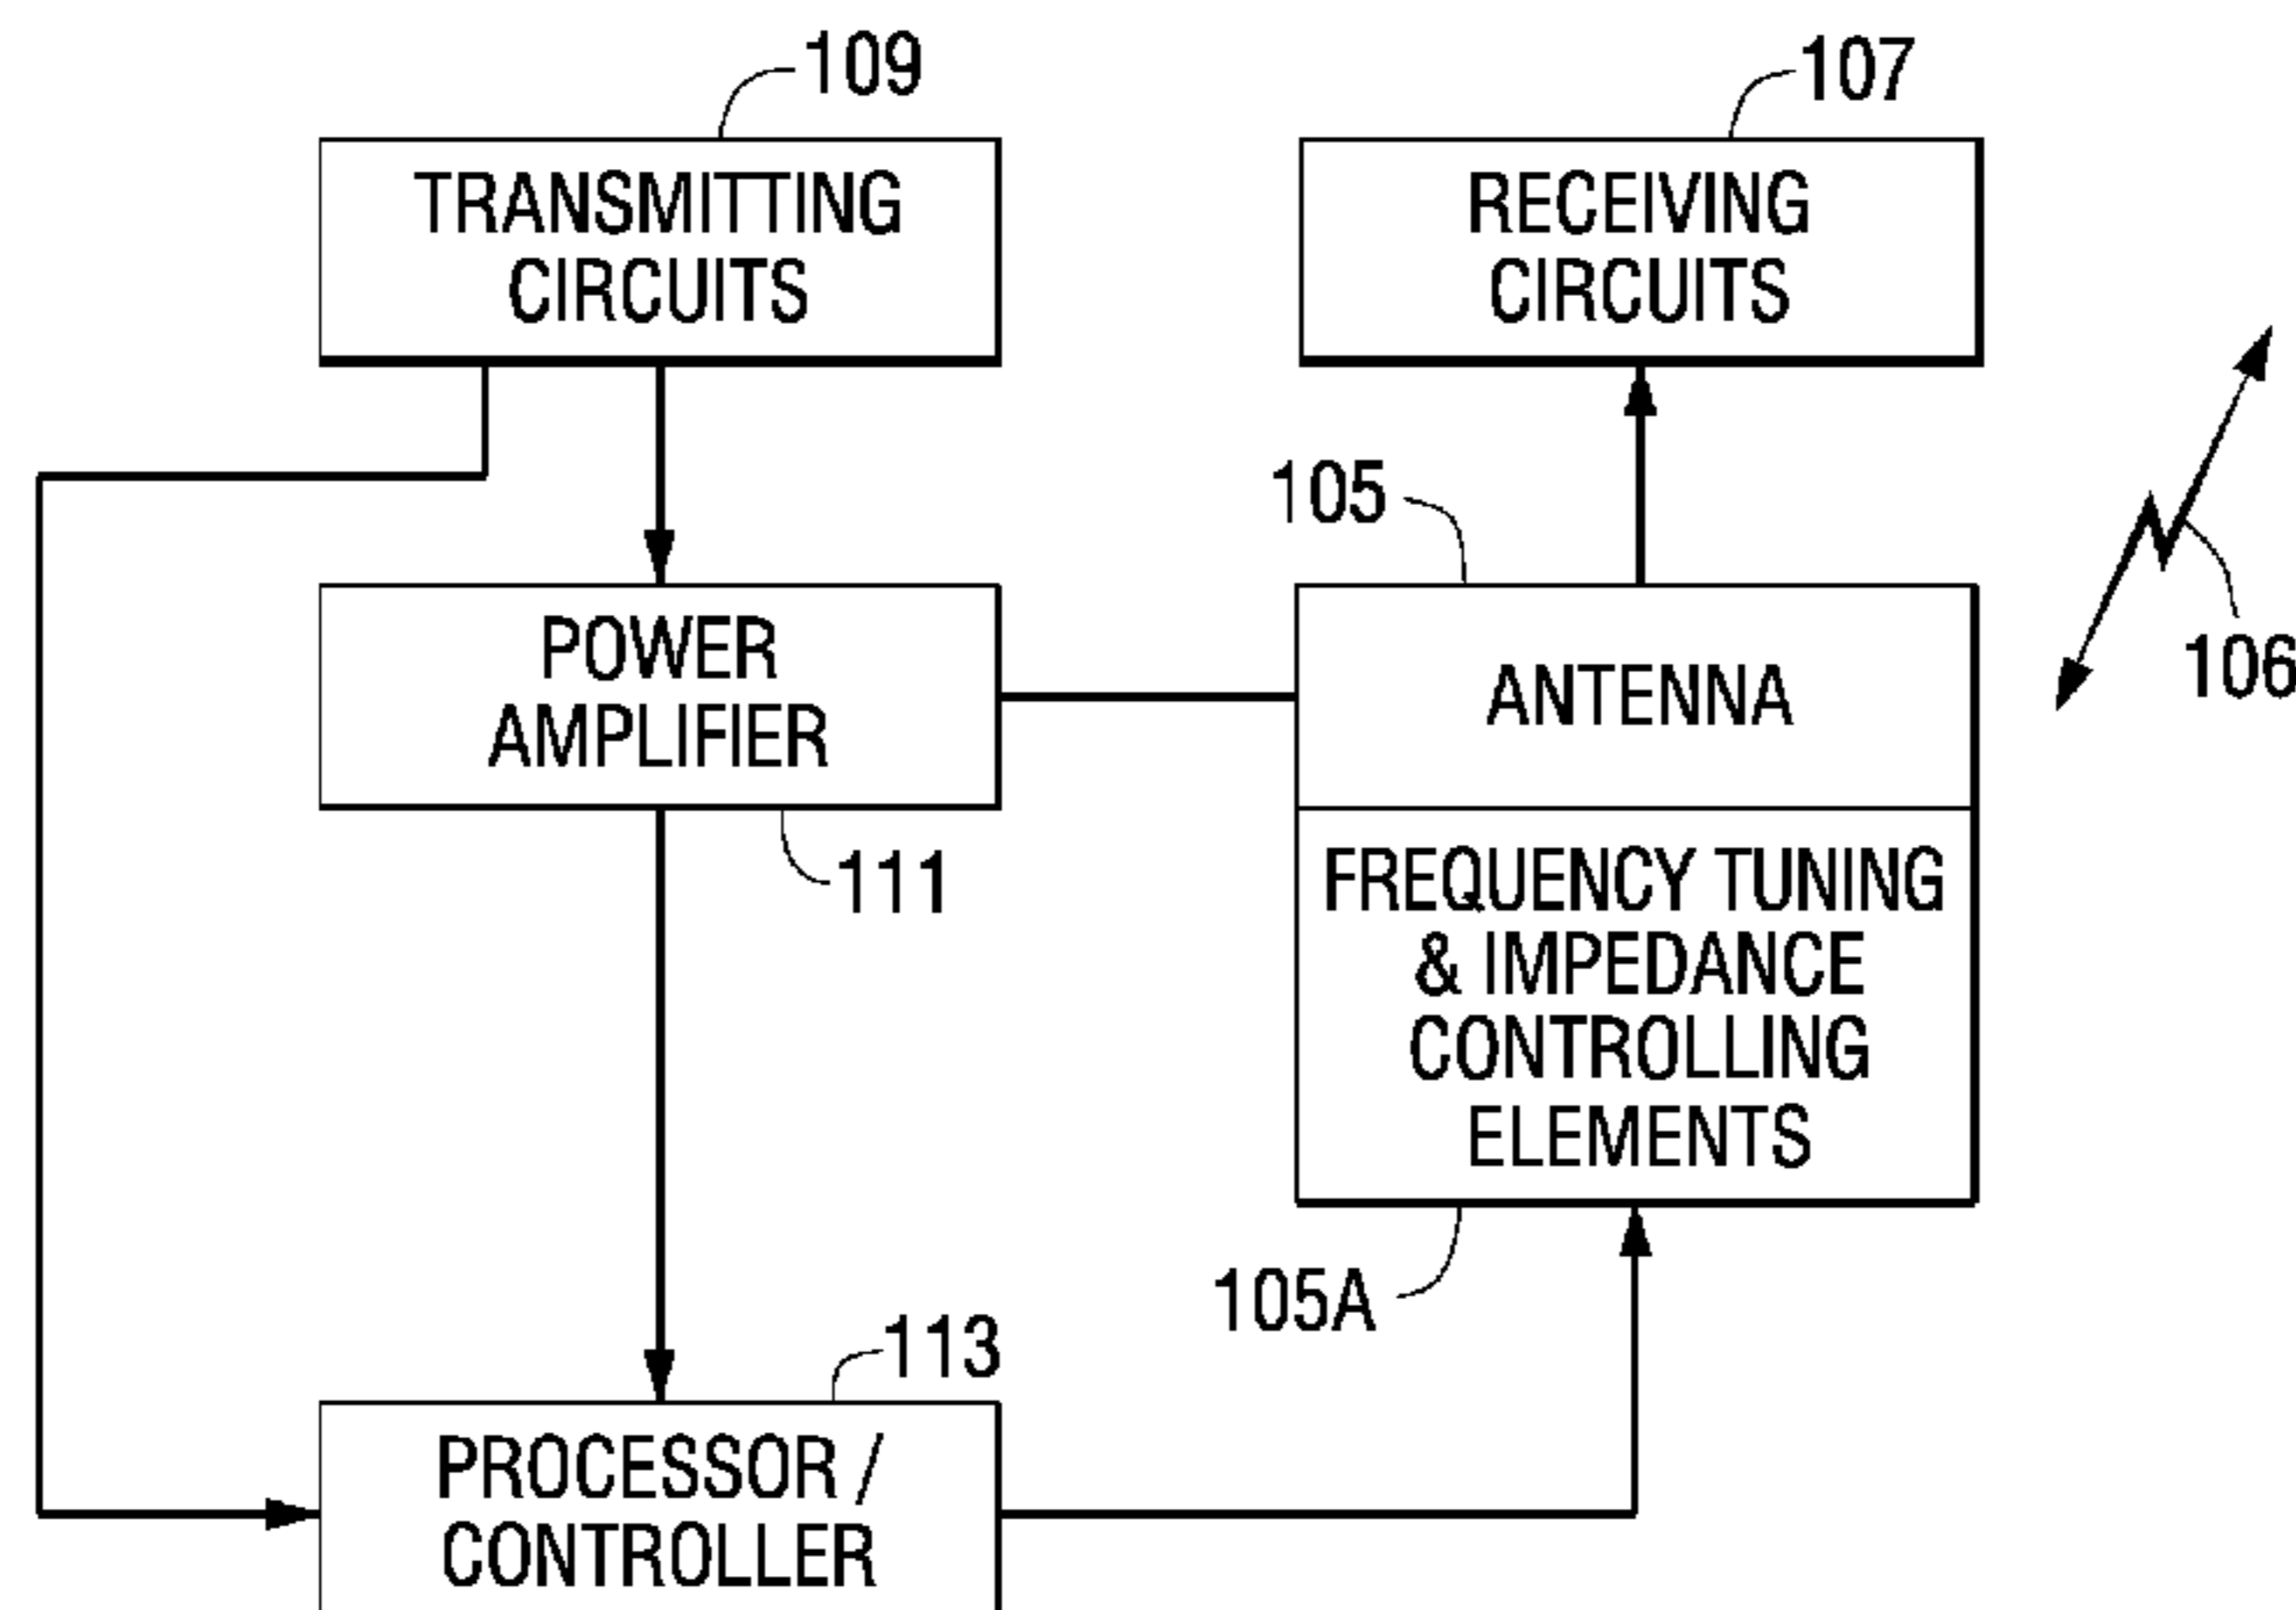 109
107
TRANSMITTING
CIRCUITS
RECEIVING
CIRCUITS
105
106
POWER
AMPLIFIER
ANTENNA
111
FREQUENCY TUNING
& IMPEDANCE
CONTROLLING
ELEMENTS
105A
113
PROCESSOR /
CONTROLLER